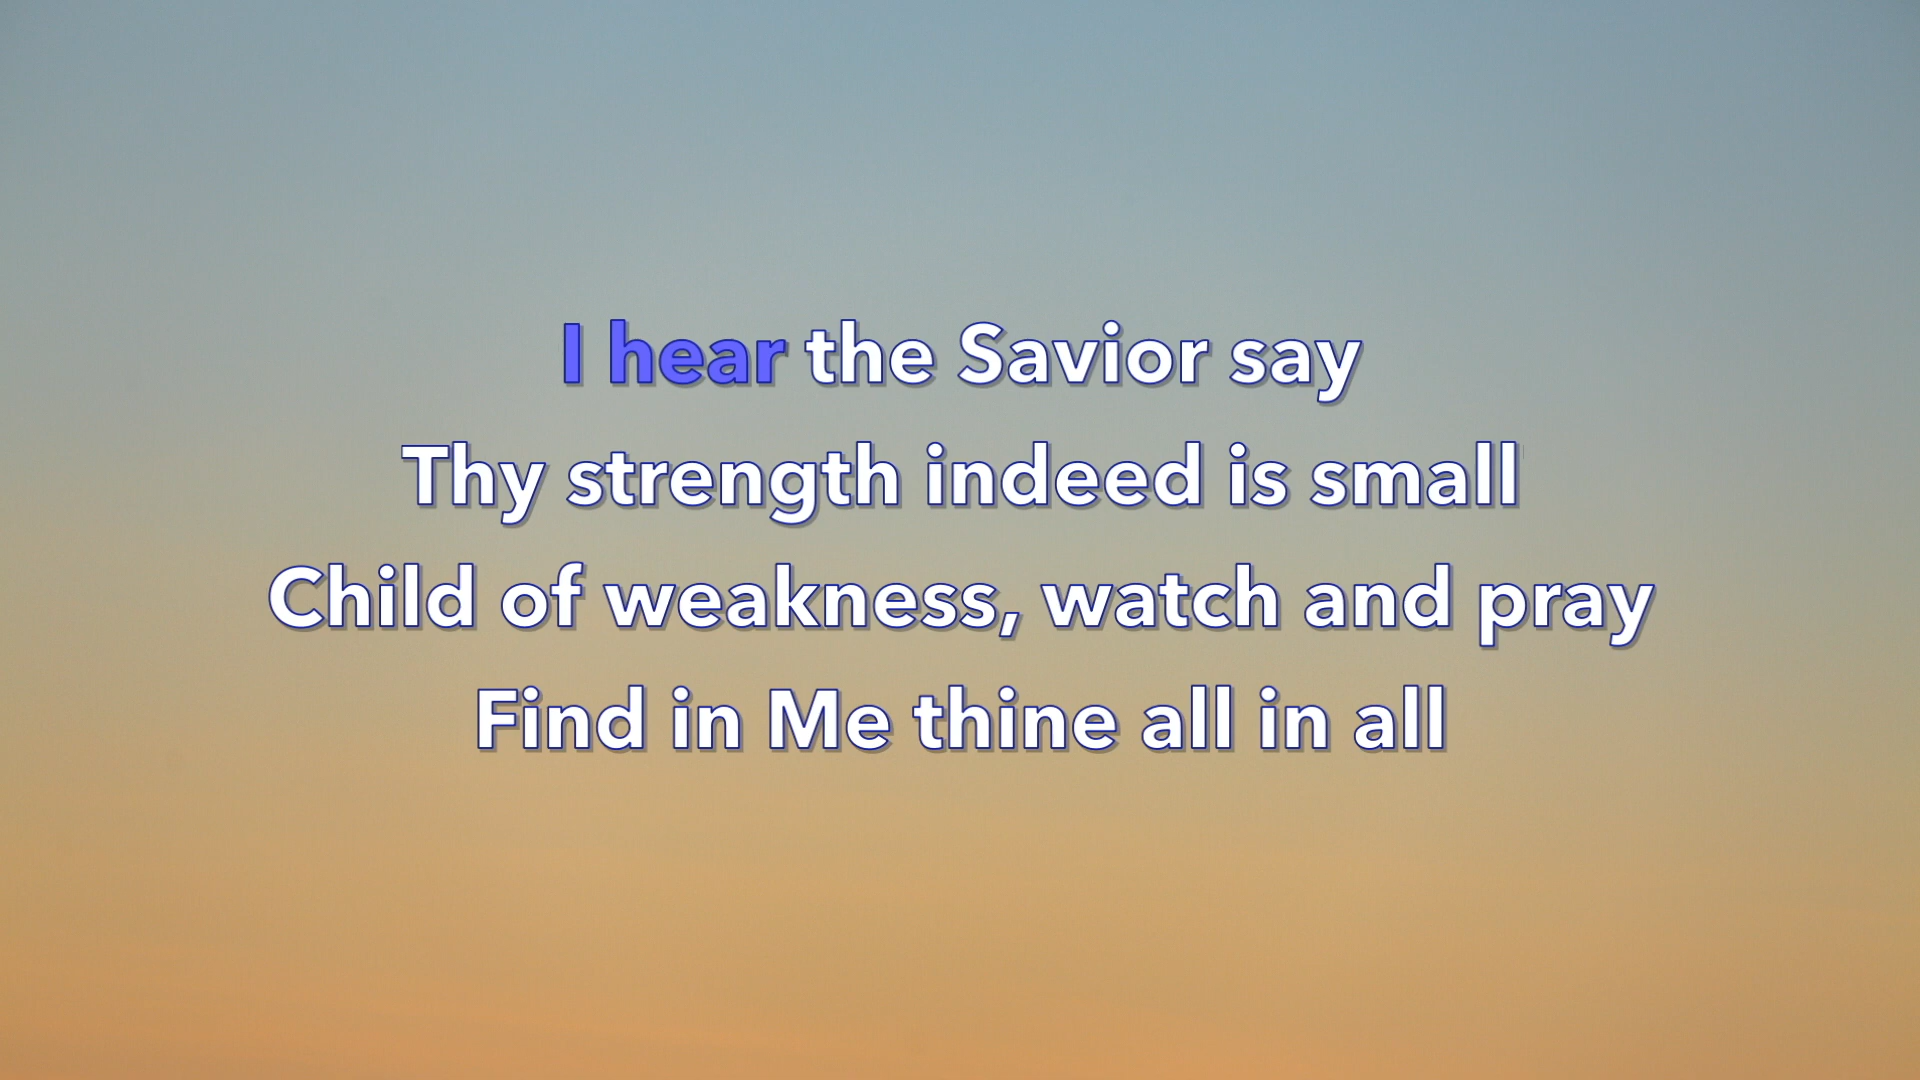 I hear the Savior say
Thy strength indeed is small
Child of weakness, watch and pray
Find in Me thine all in all